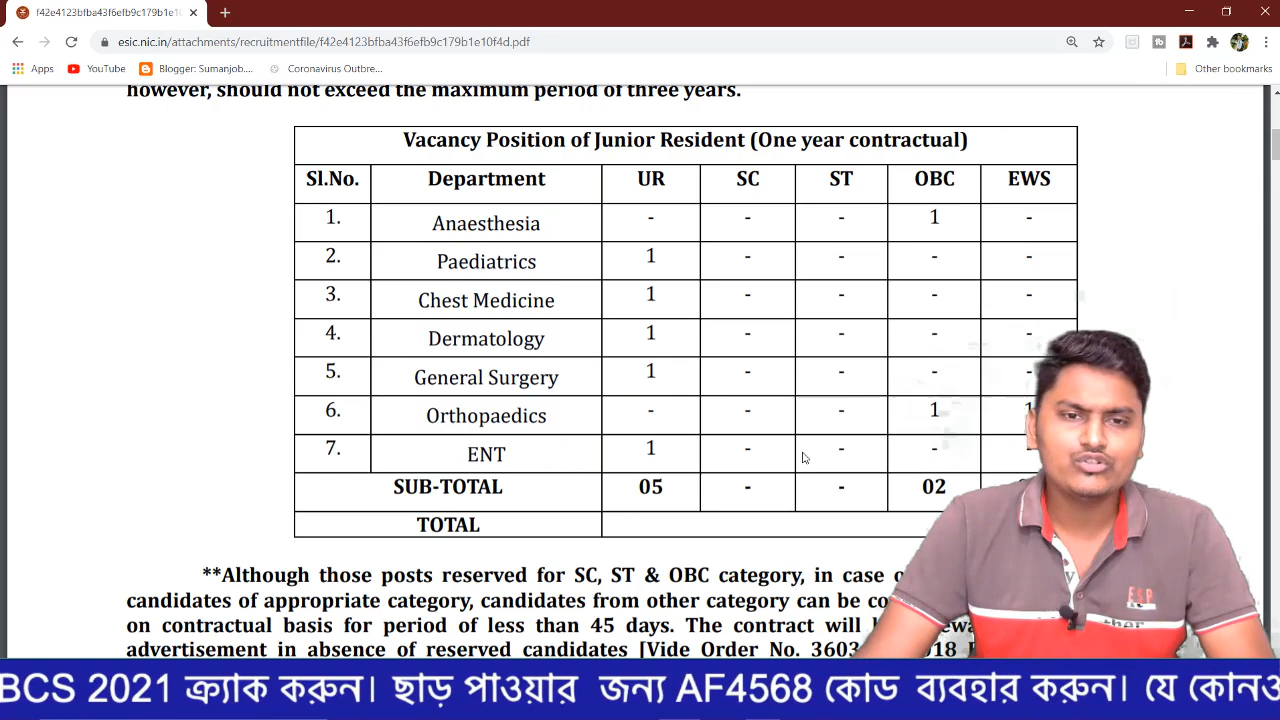 f42e4123bfba43f6efb9c179b1e10
esic.nic.in/attachments/recruitmentfile/f42e4123bfba43f6efb9c179b1e10f4d.pdf
Apps YouTube Blogger: Sumanjob.... Coronavirus Outbre... Other bookmarks
however, should not exceed the maximum period of three years.
Vacancy Position of Junior Resident (One year contractual)
Sl.No. Department UR SC ST OBC EWS
1. Anaesthesia - - - 1 -
2. Paediatrics 1 - - - -
3. Chest Medicine 1 - - - -
4. Dermatology 1 - - - -
5. General Surgery 1 - - - -
6. Orthopaedics - - - 1 1
7. ENT 1 - - -
SUB-TOTAL 05 - - 02
TOTAL
**Although those posts reserved for SC, ST & OBC category, in case
candidates of appropriate category, candidates from other category can be
on contractual basis for period of less than 45 days. The contract will
advertisement in absence of reserved candidates [Vide Order No.
ESP
ther
BCS 2021 ক্র্যাক করুন। ছাড় পাওয়ার জন্য AF4568 কোড ব্যবহার করুন। যে